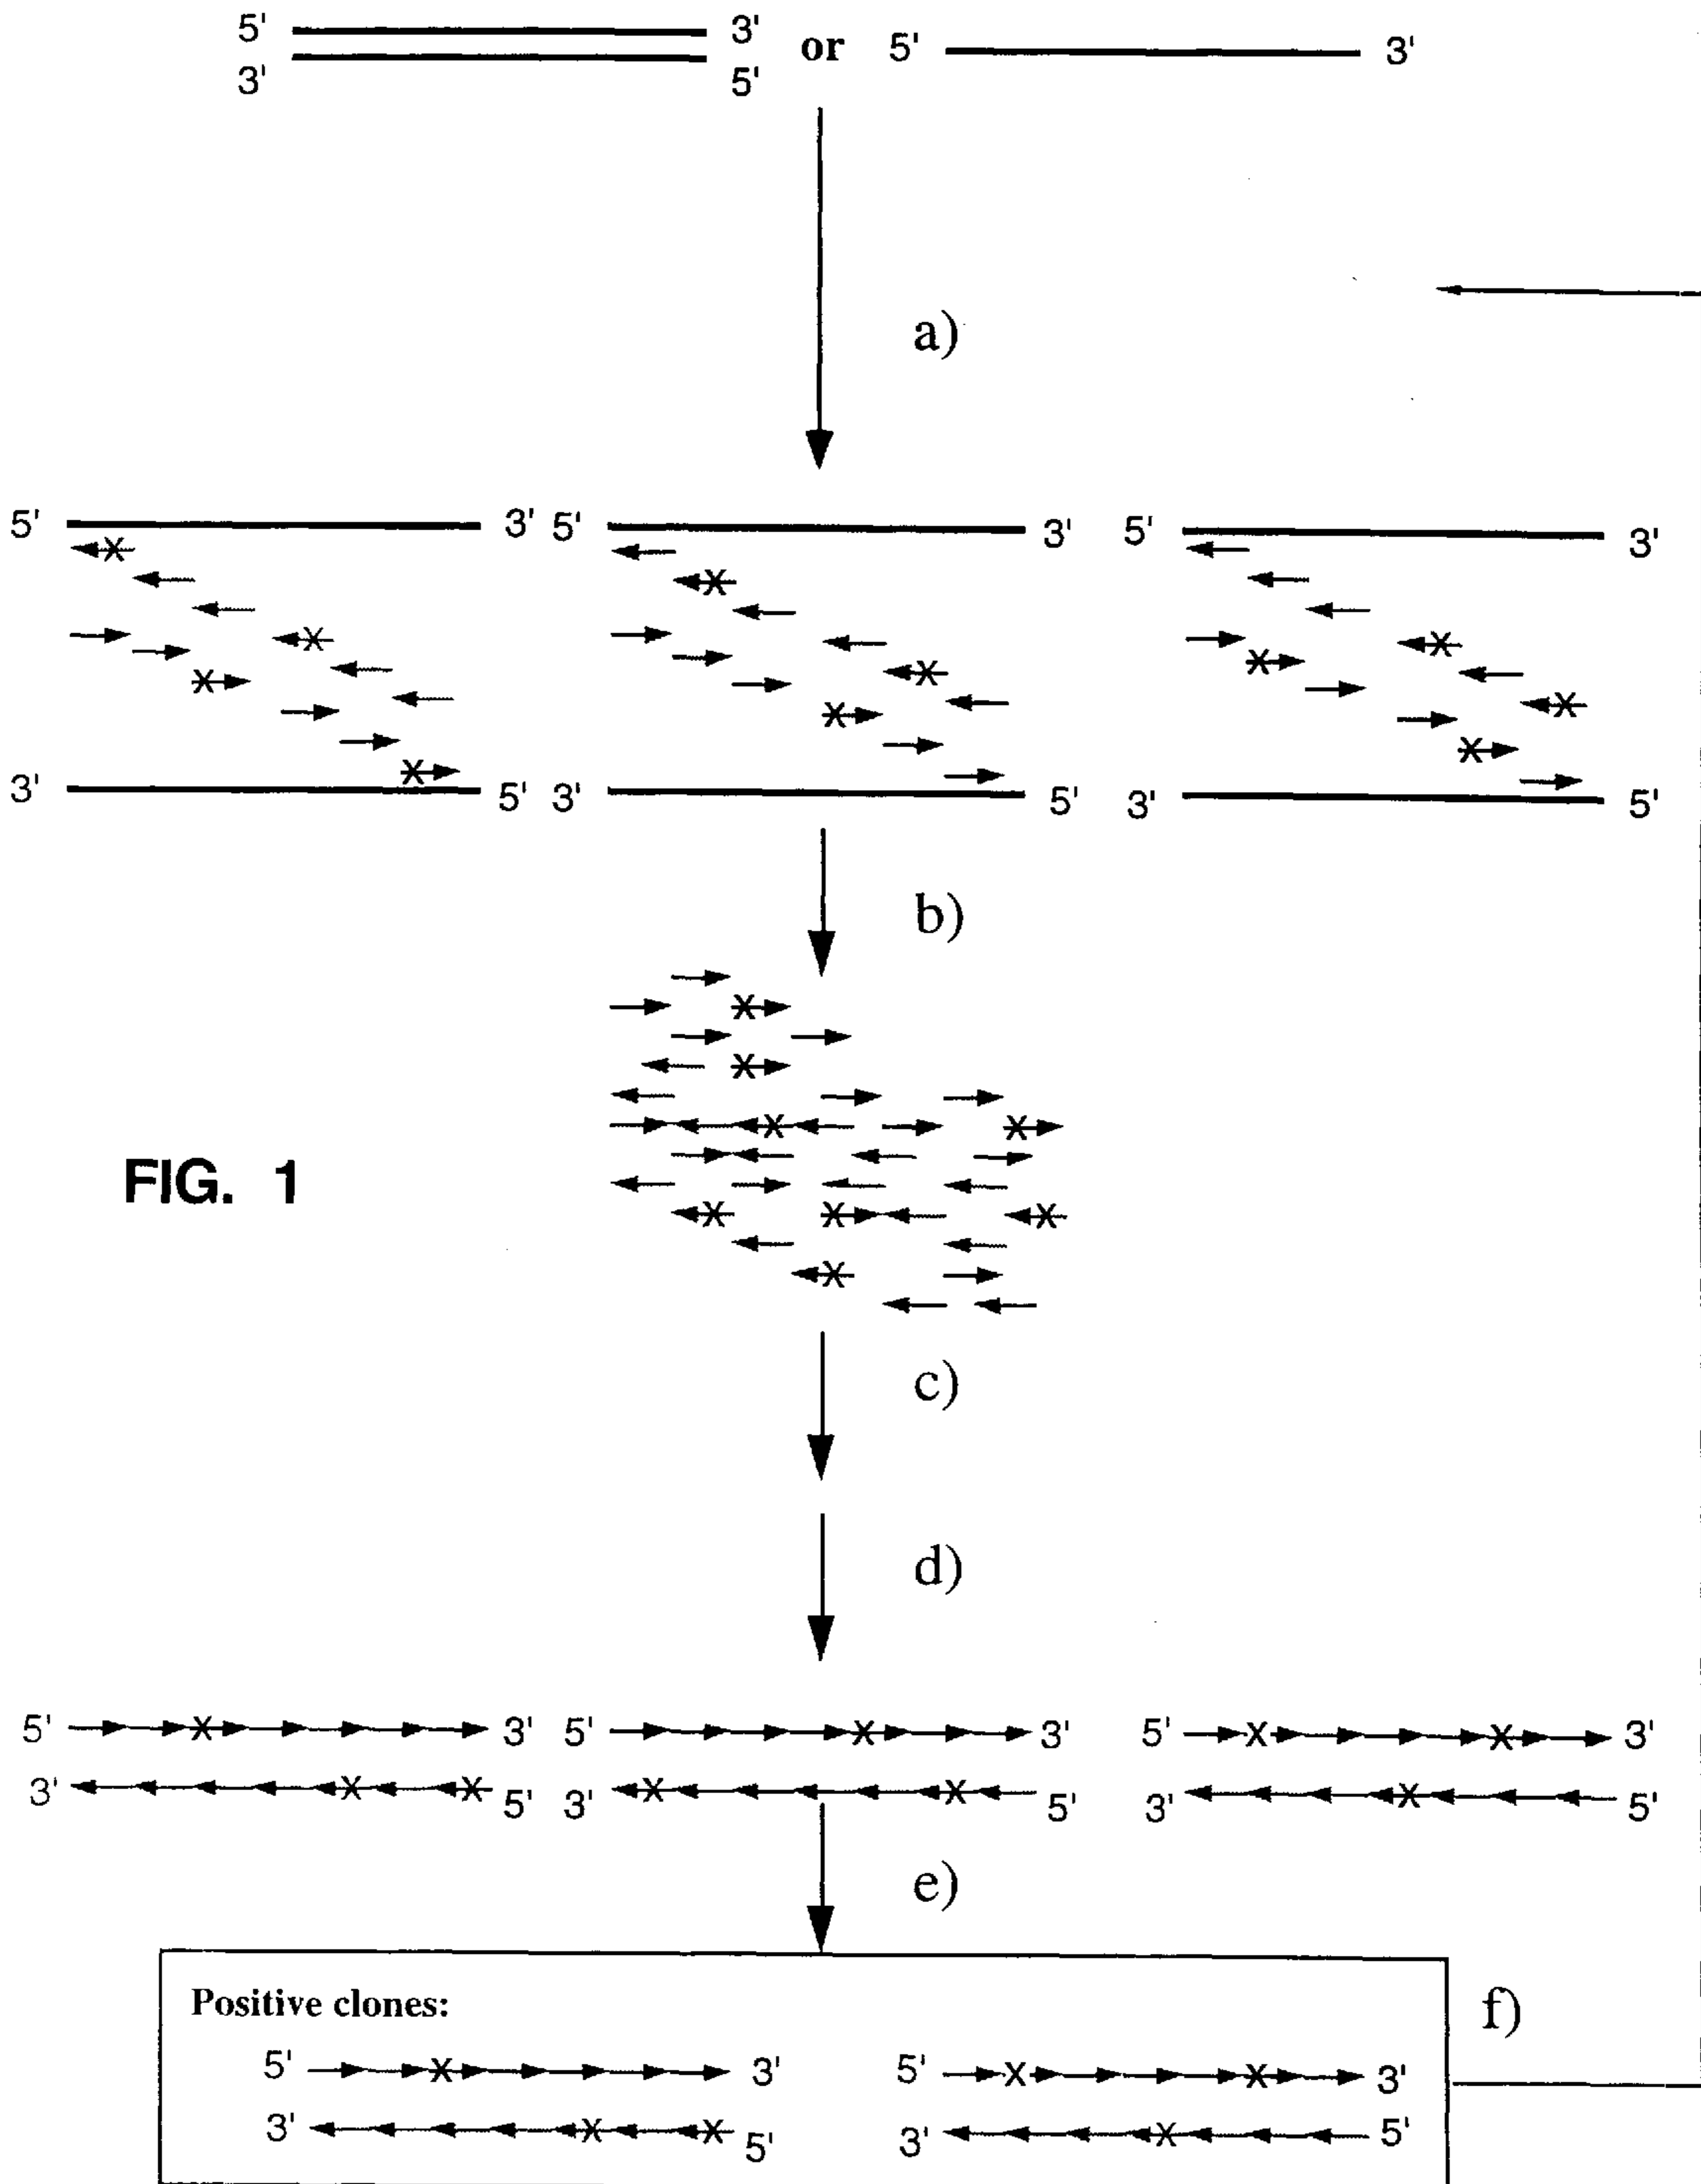 5' 3' or 5' 3'
3' 5'
a)
5' 3' 5' 3' 5' 3'
3' 5' 3' 5' 3' 5'
b)
FIG. 1
c)
d)
5' 3' 5' 3' 5' 3'
3' 5' 3' 5' 3' 5'
e)
Positive clones:
f)
5' 3' 5' 3'
3' 5' 3' 5'